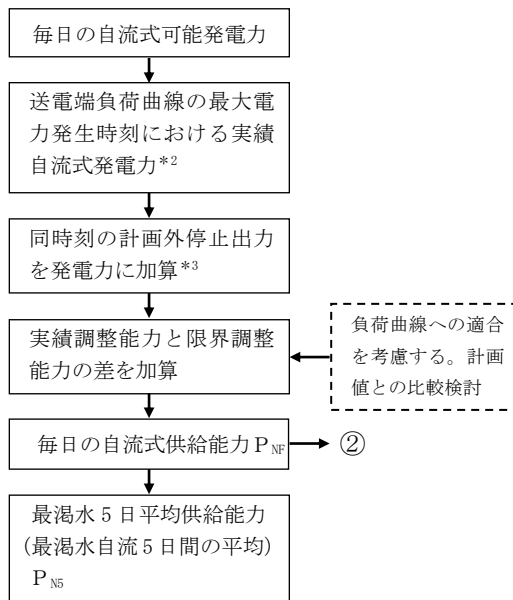 毎日の自流式可能発電力
送電端負荷曲線の最大電
力発生時刻における実績
自流式発電力*2
同時刻の計画外停止出力
を発電力に加算*3
実績調整能力と限界調整
能力の差を加算
負荷曲線への適合
を考慮する。計画
値との比較検討
毎日の自流式供給能力PNF
②
最渇水5日平均供給能力
(最渇水自流5日間の平均)
PN5